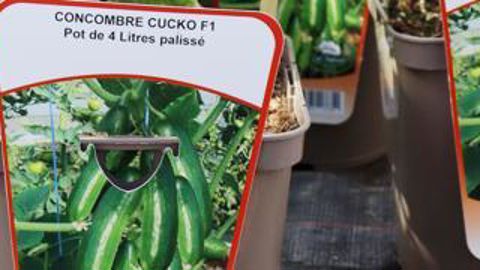 CONCOMBRE CUCKO F1
Pot de 4 Litres palissé